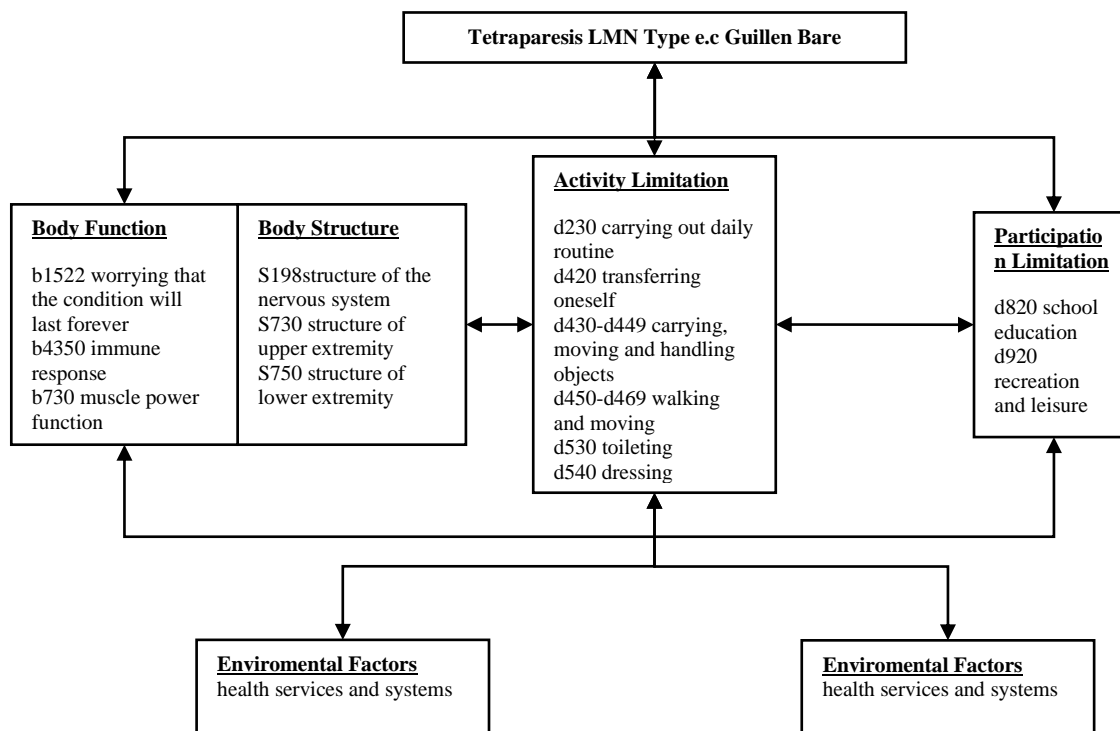 Tetraparesis LMN Type e.c Guillen Bare
Body Function
b1522 worrying that
the condition will
last forever
b4350 immune
response
b730 muscle power
function
Body Structure
S198structure of the
nervous system
S730 structure of
upper extremity
S750 structure of
lower extremity
Activity Limitation
d230 carrying out daily
routine
d420 transferring
oneself
d430-d449 carrying,
moving and handling
objects
d450-d469 walking
and moving
d530 toileting
d540 dressing
Participatio
n Limitation
d820 school
education
d920
recreation
and leisure
Enviromental Factors
health services and systems
Enviromental Factors
health services and systems